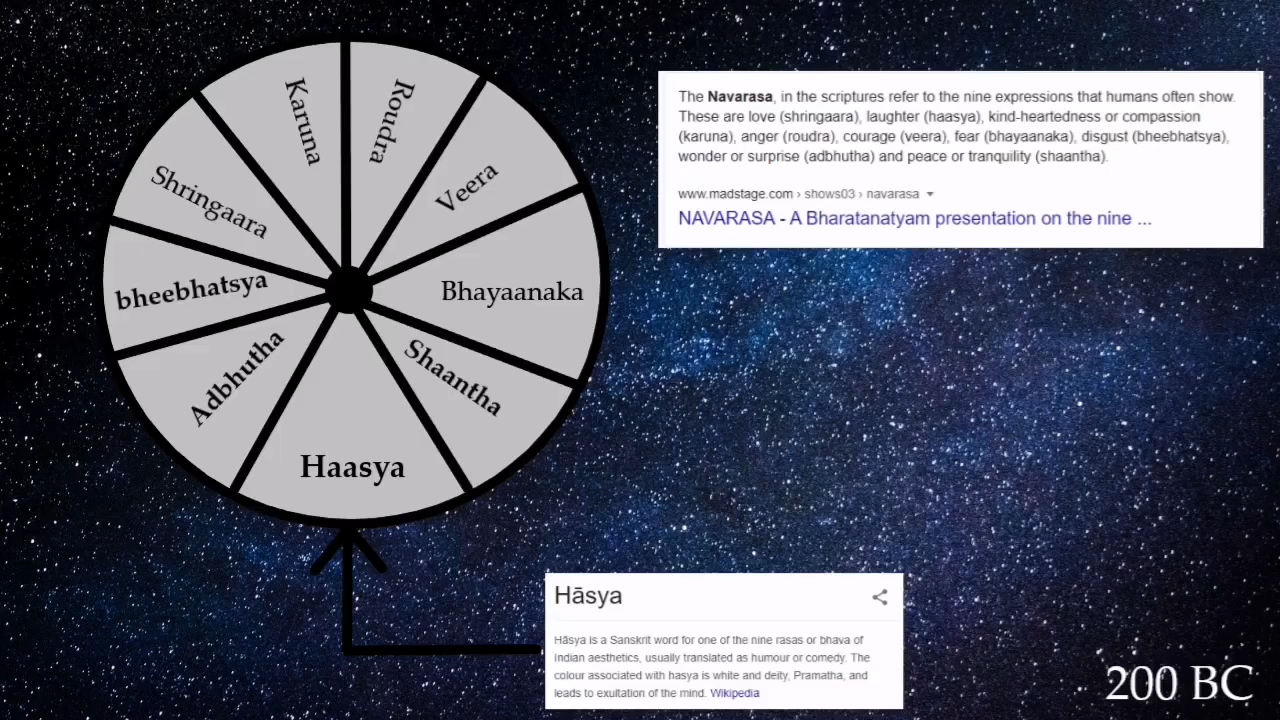 Karuna
Roudra
Shringaara
Veera
bheebhatsya
Bhayaanaka
Adbhutha
Shaantha
Haasya
The Navarasa, in the scriptures refer to the nine expressions that humans often show.
These are love (shringaara), laughter (haasya), kind-heartedness or compassion
(karuna), anger (roudra), courage (veera), fear (bhayaanaka), disgust (bheebhatsya),
wonder or surprise (adbhutha) and peace or tranquility (shaantha).
www.madstage.com › shows03 › navarasa
NAVARASA - A Bharatanatyam presentation on the nine ...
Hāsya
Hāsya is a Sanskrit word for one of the nine rasas or bhava of
Indian aesthetics, usually translated as humour or comedy. The
colour associated with hasya is white and deity, Pramatha, and
leads to exultation of the mind. Wikipedia
200 BC